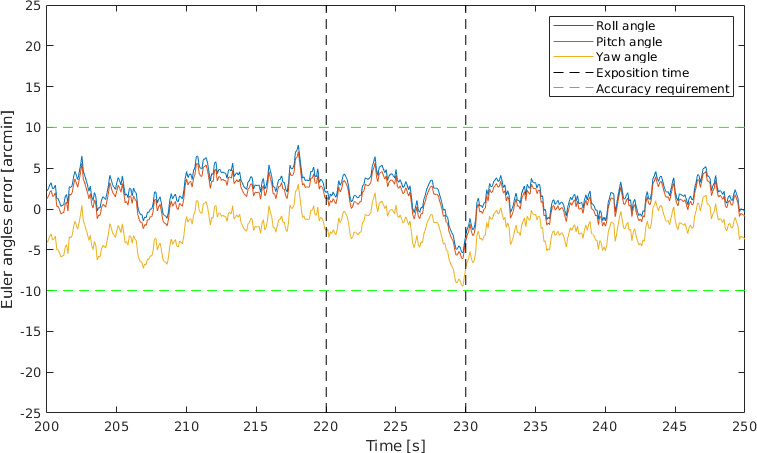 25
20
15
10
5
0
-5
-10
-15
-20
-25
Euler angles error [arcmin]
Roll angle
Pitch angle
Yaw angle
Exposition time
Accuracy requirement
200 205 210 215 220 225 230 235 240 245 250
Time [s]